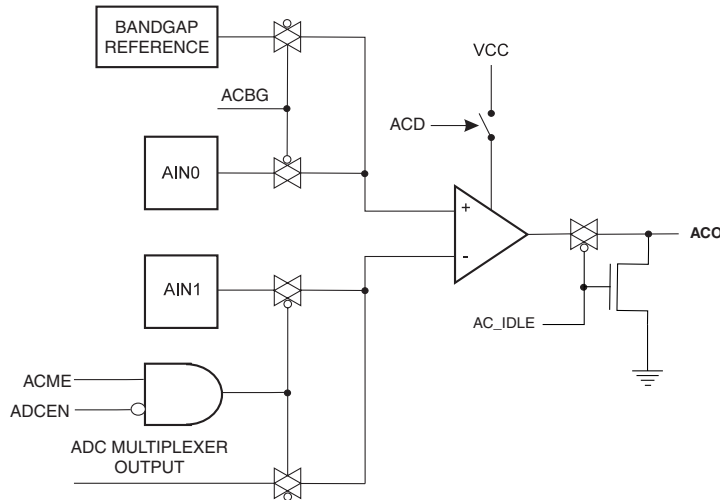 BANDGAP
REFERENCE
VCC
ACBG
ACD
AIN0
+
-
ACO
AIN1
AC_IDLE
ACME
ADCEN
ADC MULTIPLEXER
OUTPUT